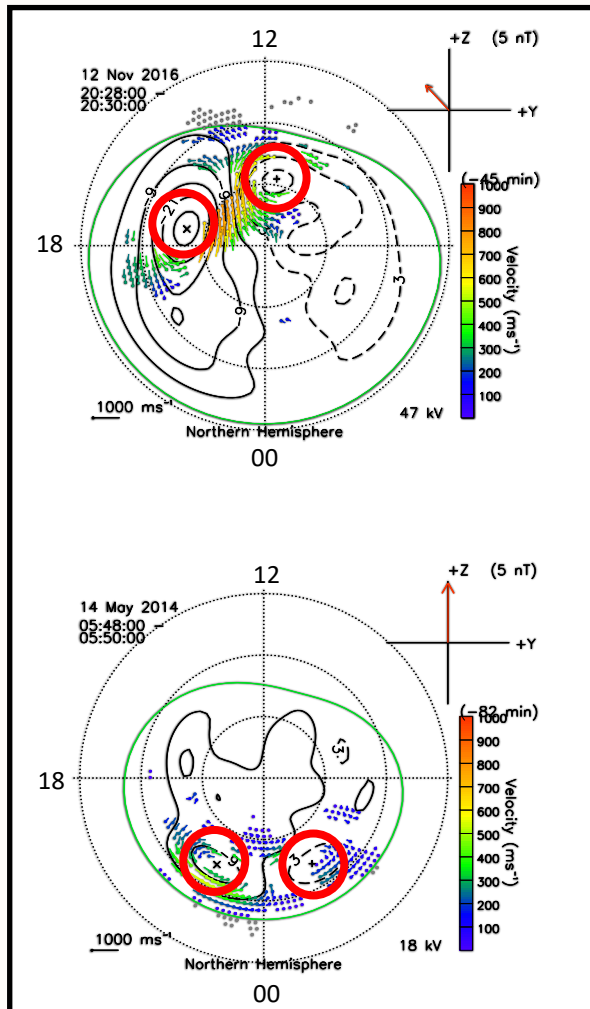 12
+Z (5 nT)
12 Nov 2016
20:28:00 –
20:30:00
+Y
(-45 min)
1000
900
800
700
600
500
400
300
200
100
Velocity (ms⁻¹)
18
9
6
3
9
1000 ms⁻¹
47 kV
Northern Hemisphere
00
12
+Z (5 nT)
14 May 2014
05:48:00 –
05:50:00
+Y
(-82 min)
1000
900
800
700
600
500
400
300
200
100
Velocity (ms⁻¹)
18
3
9
3
1000 ms⁻¹
18 kV
Northern Hemisphere
00